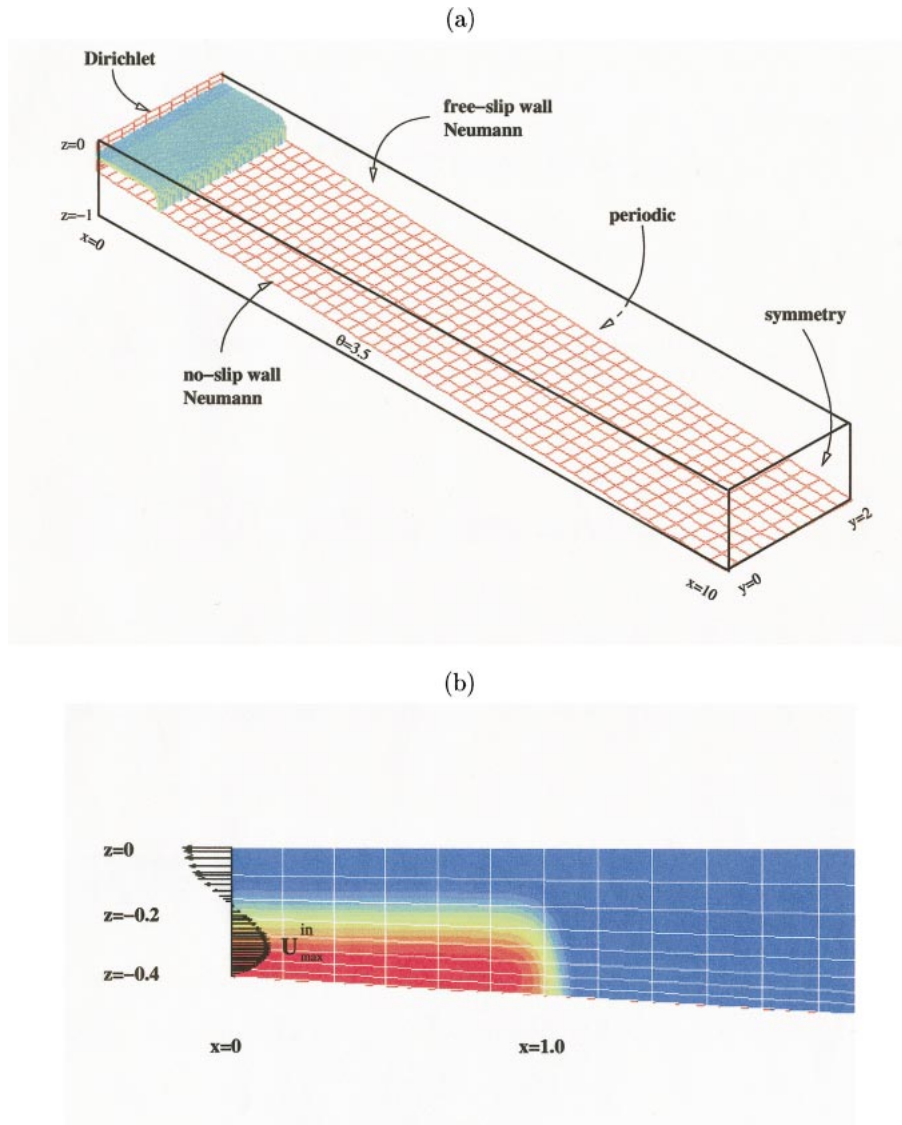 (a)
Dirichlet
free–slip wall
Neumann
z=0
periodic
z=−1
x=0
symmetry
θ=3.5
no–slip wall
Neumann
y=2
x=10
y=0
(b)
z=0
z=−0.2
U in max
z=−0.4
x=0
x=1.0